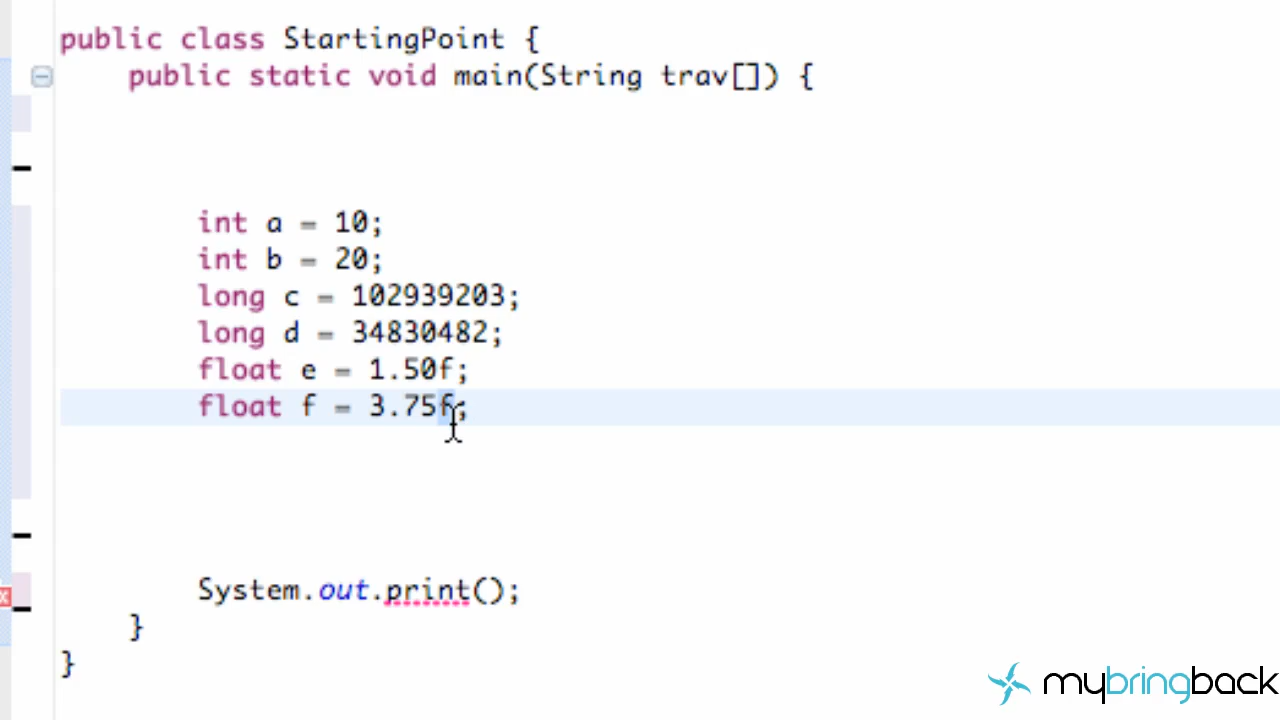 public class StartingPoint {
public static void main(String trav[]) {
int a = 10;
int b = 20;
long c = 102939203;
long d = 34830482;
float e = 1.50f;
float f = 3.75f;
System.out.print();
}
}
mybringback